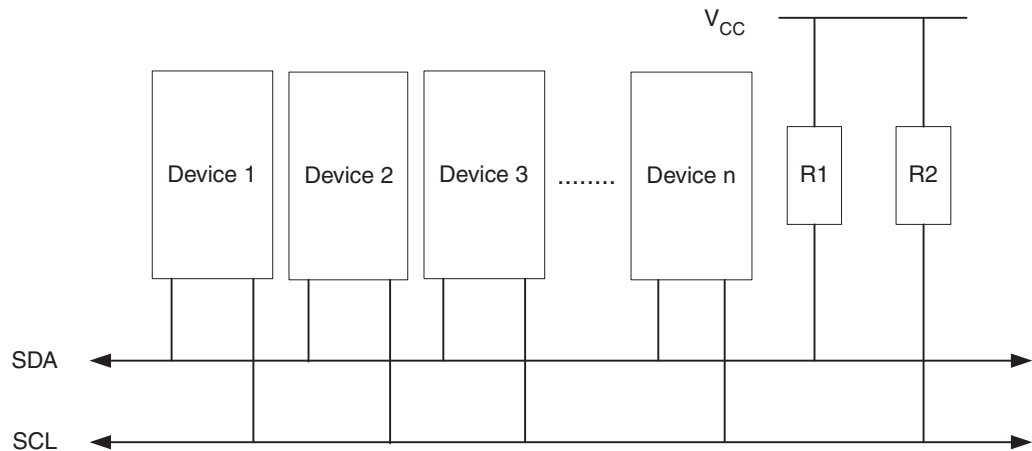 VCC
Device 1
Device 2
Device 3
........
Device n
R1
R2
SDA
SCL